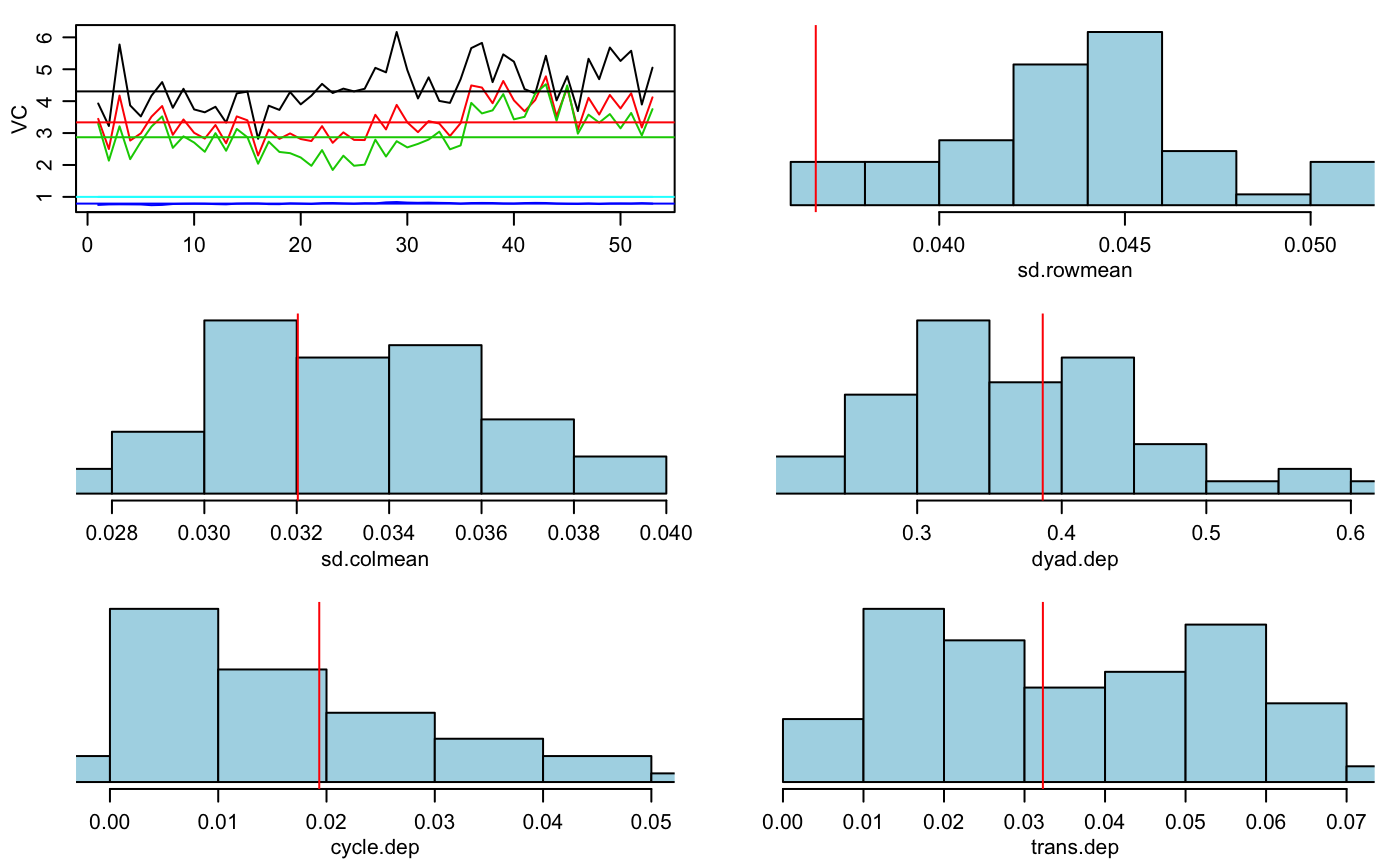 VC
6
5
4
3
2
1
0 10 20 30 40 50
0.040 0.045 0.050
sd.rowmean
0.028 0.030 0.032 0.034 0.036 0.038 0.040
sd.colmean
0.3 0.4 0.5 0.6
dyad.dep
0.00 0.01 0.02 0.03 0.04 0.05
cycle.dep
0.00 0.01 0.02 0.03 0.04 0.05 0.06 0.07
trans.dep